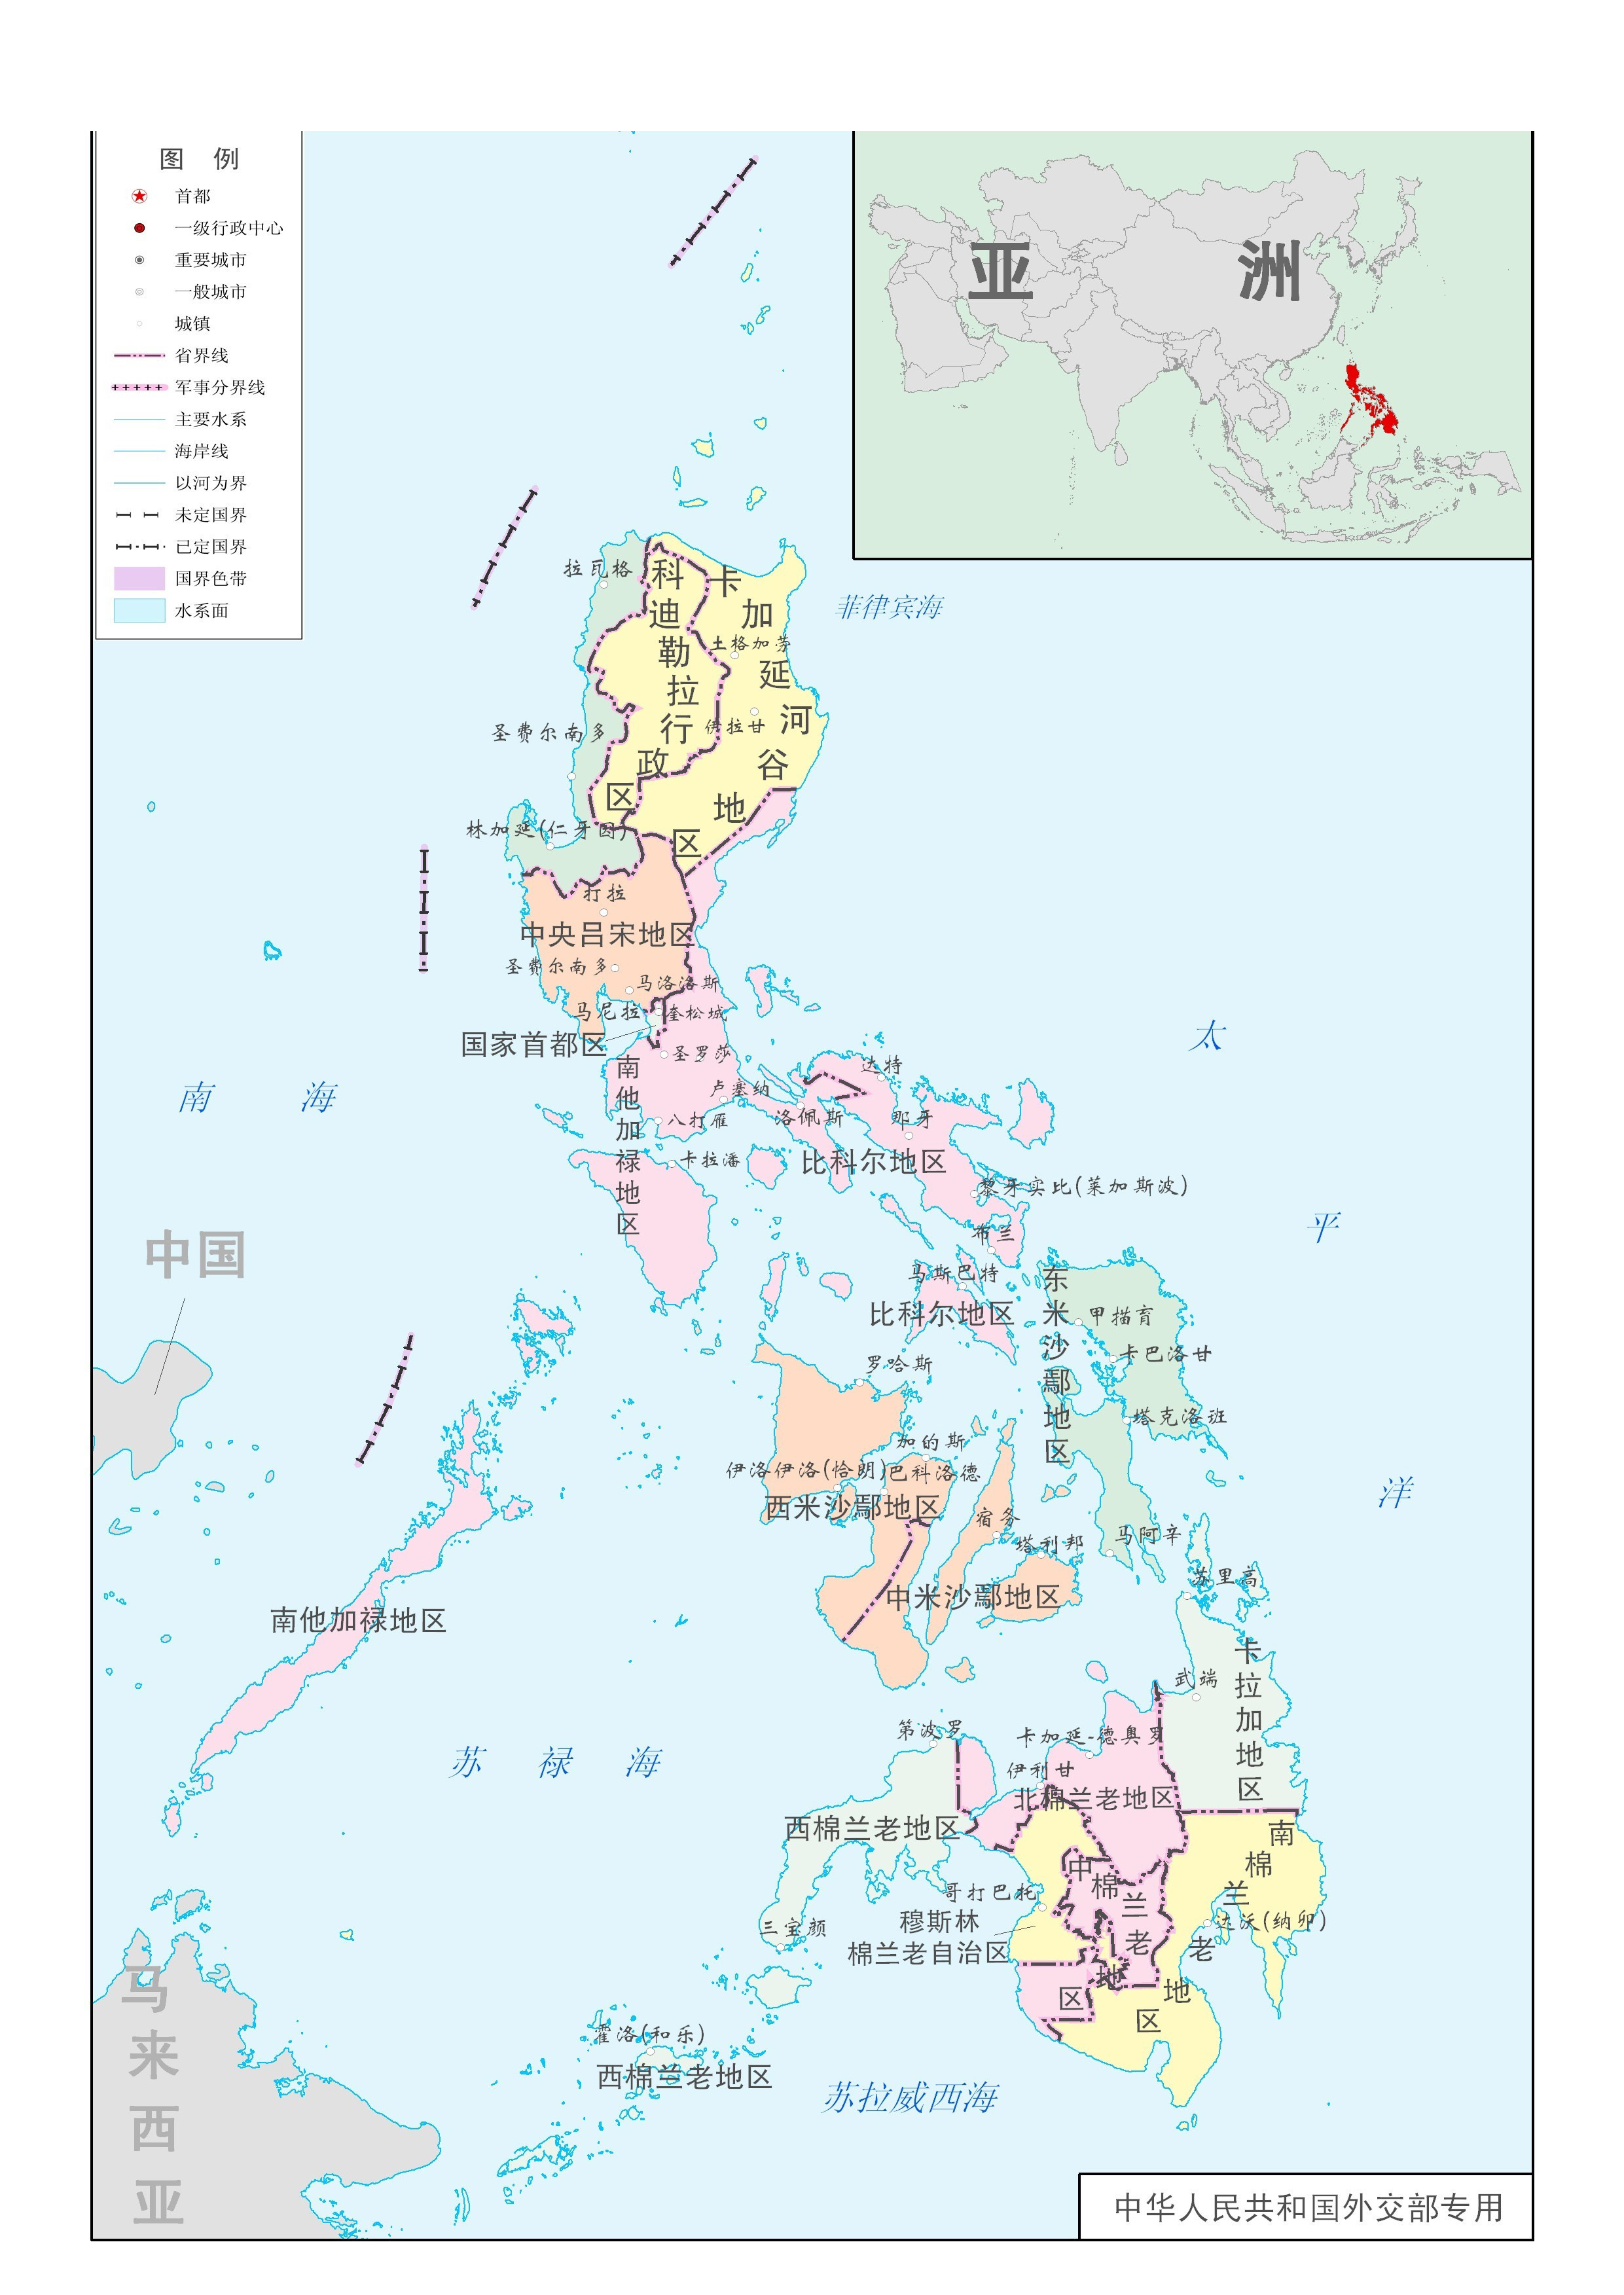 图 例
首都
一级行政中心
重要城市
一般城市
城镇
省界线
军事分界线
主要水系
海岸线
以河为界
未定国界
已定国界
国界色带
水系面
亚 洲
拉瓦格
科迪勒拉行政区
卡加延河谷地区
菲律宾海
土格加劳
伊拉甘
圣费尔南多
林加延(仁牙因)
打拉
中央吕宋地区
圣费尔南多
马洛洛斯
马尼拉
奎松城
国家首都区
圣罗莎
南他加禄地区
卢塞纳
八打雁
卡拉潘
达特
洛佩斯
那牙
比科尔地区
黎牙实比(莱加斯波)
布兰
马斯巴特
比科尔地区
南 海
太 平 洋
中国
东米沙鄢地区
甲描育
卡巴洛甘
塔克洛班
罗哈斯
加的斯
伊洛伊洛(恰朗)
巴科洛德
西米沙鄢地区
宿务
塔利邦
马阿辛
中米沙鄢地区
苏里高
南他加禄地区
卡拉加地区
武端
苏 禄 海
第波罗
卡加延-德奥罗
伊利甘
北棉兰老地区
西棉兰老地区
南棉兰老地区
中棉兰老地区
哥打巴托
穆斯林
棉兰老自治区
达沃(纳卯)
三宝颜
马来西亚
霍洛(和乐)
西棉兰老地区
苏拉威西海
中华人民共和国外交部专用